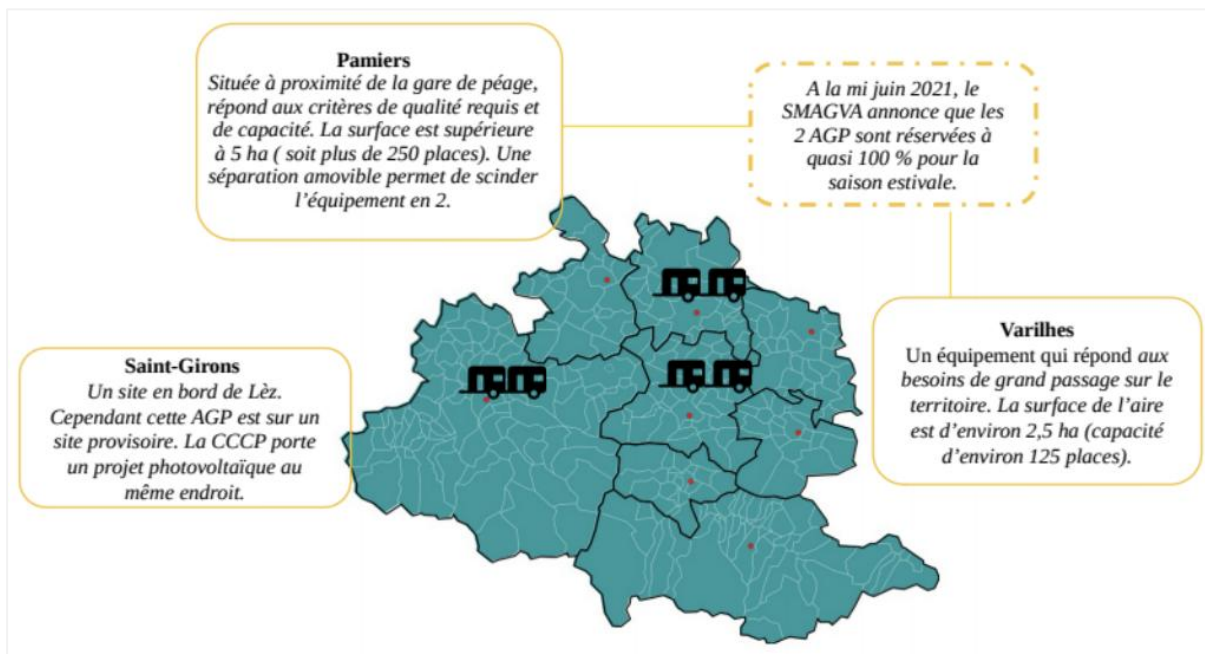 Pamiers
Située à proximité de la gare de péage,
répond aux critères de qualité requis et
de capacité. La surface est supérieure
à 5 ha ( soit plus de 250 places). Une
séparation amovible permet de scinder
l’équipement en 2.
A la mi juin 2021, le
SMAGVA annonce que les
2 AGP sont réservées à
quasi 100 % pour la
saison estivale.
Saint-Girons
Un site en bord de Lèz.
Cependant cette AGP est sur un
site provisoire. La CCCP porte
un projet photovoltaïque au
même endroit.
Varilhes
Un équipement qui répond aux
besoins de grand passage sur le
territoire. La surface de l’aire
est d’environ 2,5 ha (capacité
d’environ 125 places).